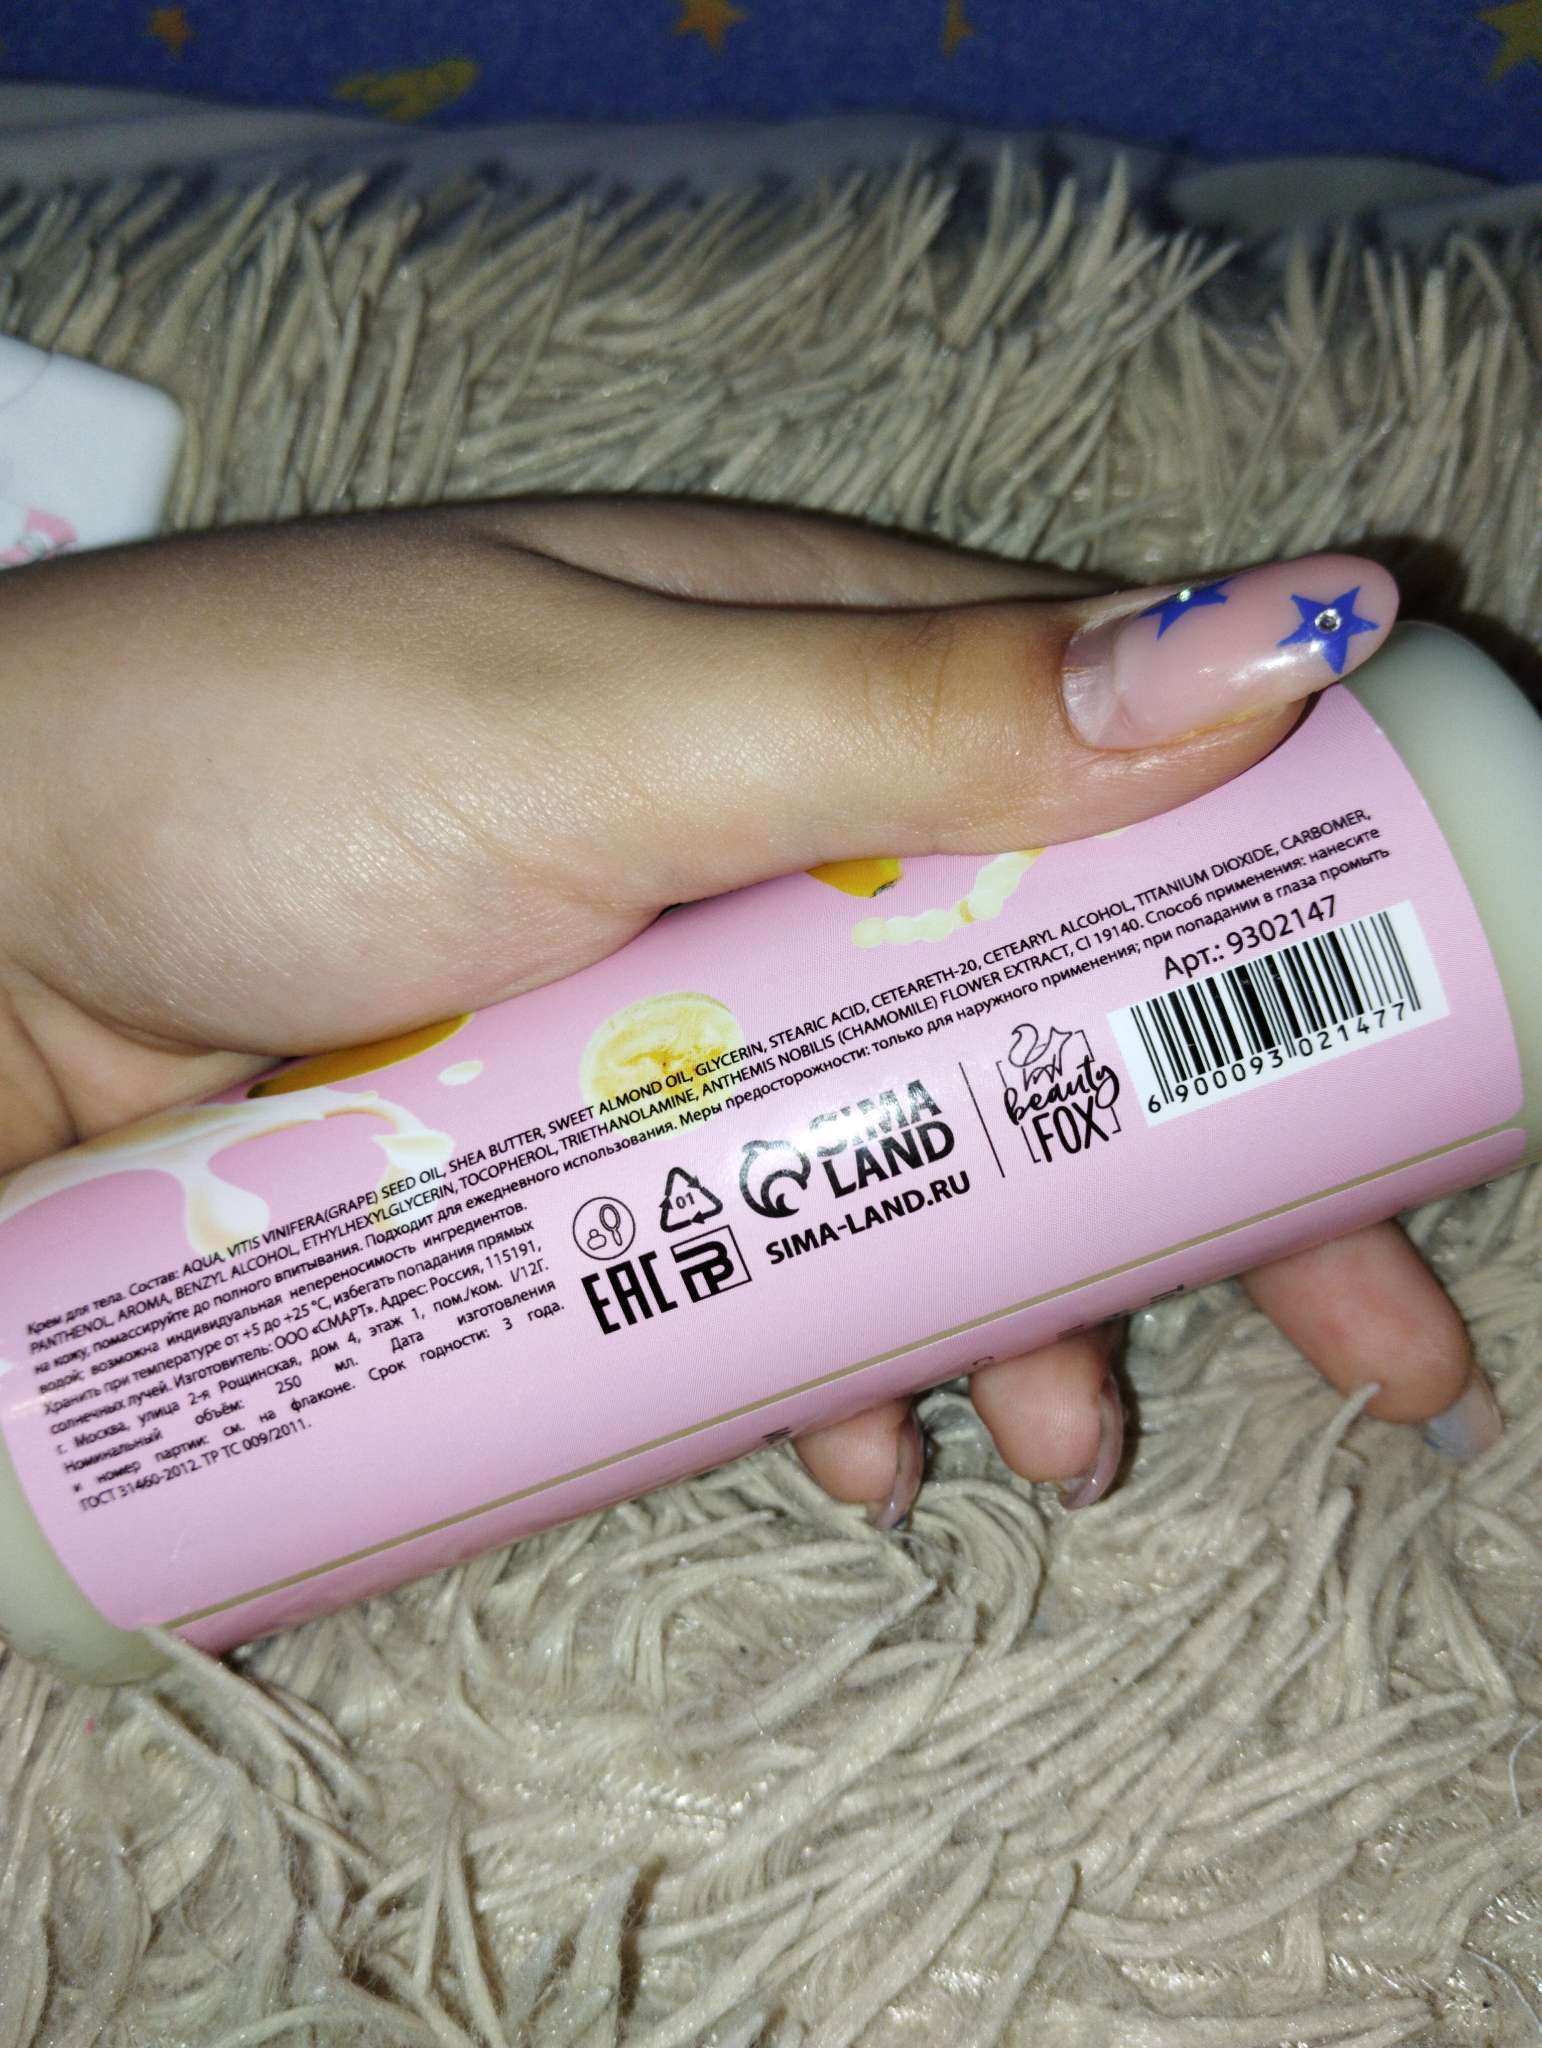 Крем для тела. Состав: AQUA, VITIS VINIFERA(GRAPE) SEED OIL, SHEA BUTTER, SWEET ALMOND OIL, GLYCERIN, STEARIC ACID, CETEARETH-20, CETEARYL ALCOHOL, TITANIUM DIOXIDE, CARBOMER,
PANTHENOL, AROMA, BENZYL ALCOHOL, ETHYLHEXYLGLYCERIN, TOCOPHEROL, TRIETHANOLAMINE, ANTHEMIS NOBILIS (CHAMOMILE) FLOWER EXTRACT, CI 19140. Способ применения: нанесите
на кожу, помассируйте до полного впитывания. Подходит для ежедневного использования. Меры предосторожности: только для наружного применения; при попадании в глаза промыть
водой; возможна индивидуальная непереносимость ингредиентов.
Хранить при температуре от +5 до +25 °С, избегать попадания прямых
солнечных лучей. Изготовитель: ООО «СМАРТ». Адрес: Россия, 115191,
г. Москва, улица 2-я Рощинская, дом 4, этаж 1, пом./ком. I/12Г.
Номинальный объём: 250 мл. Дата изготовления
и номер партии: см. на флаконе. Срок годности: 3 года.
ГОСТ 31460-2012. ТР ТС 009/2011.
01
EAC
SIMA
LAND
SIMA-LAND.RU
beauty
FOX
Арт.: 9302147
6 900093 021477